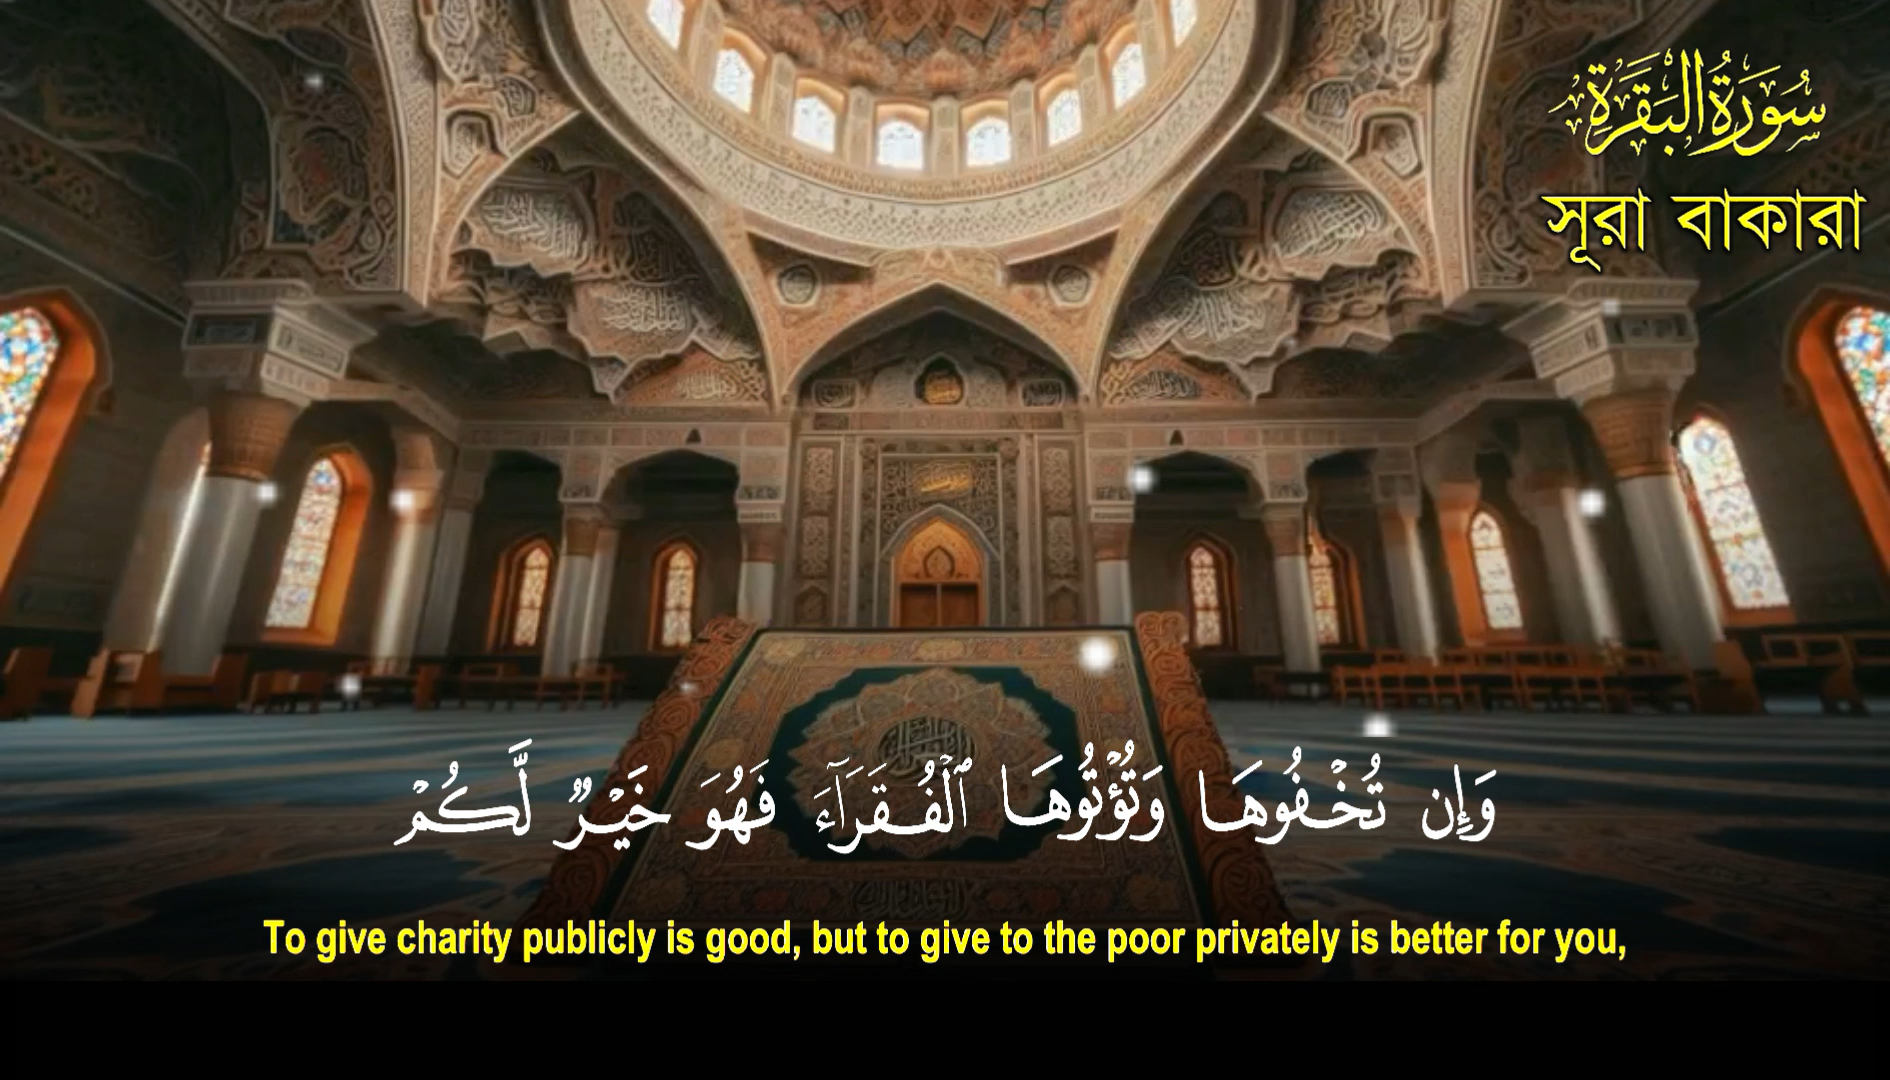 سُورَةُ البَقَرَةِ
সূরা বাকারা
وَإِن تُخْفُوهَا وَتُؤْتُوهَا ٱلْفُقَرَآءَ فَهُوَ خَيْرٌ لَّكُمْ
To give charity publicly is good, but to give to the poor privately is better for you,